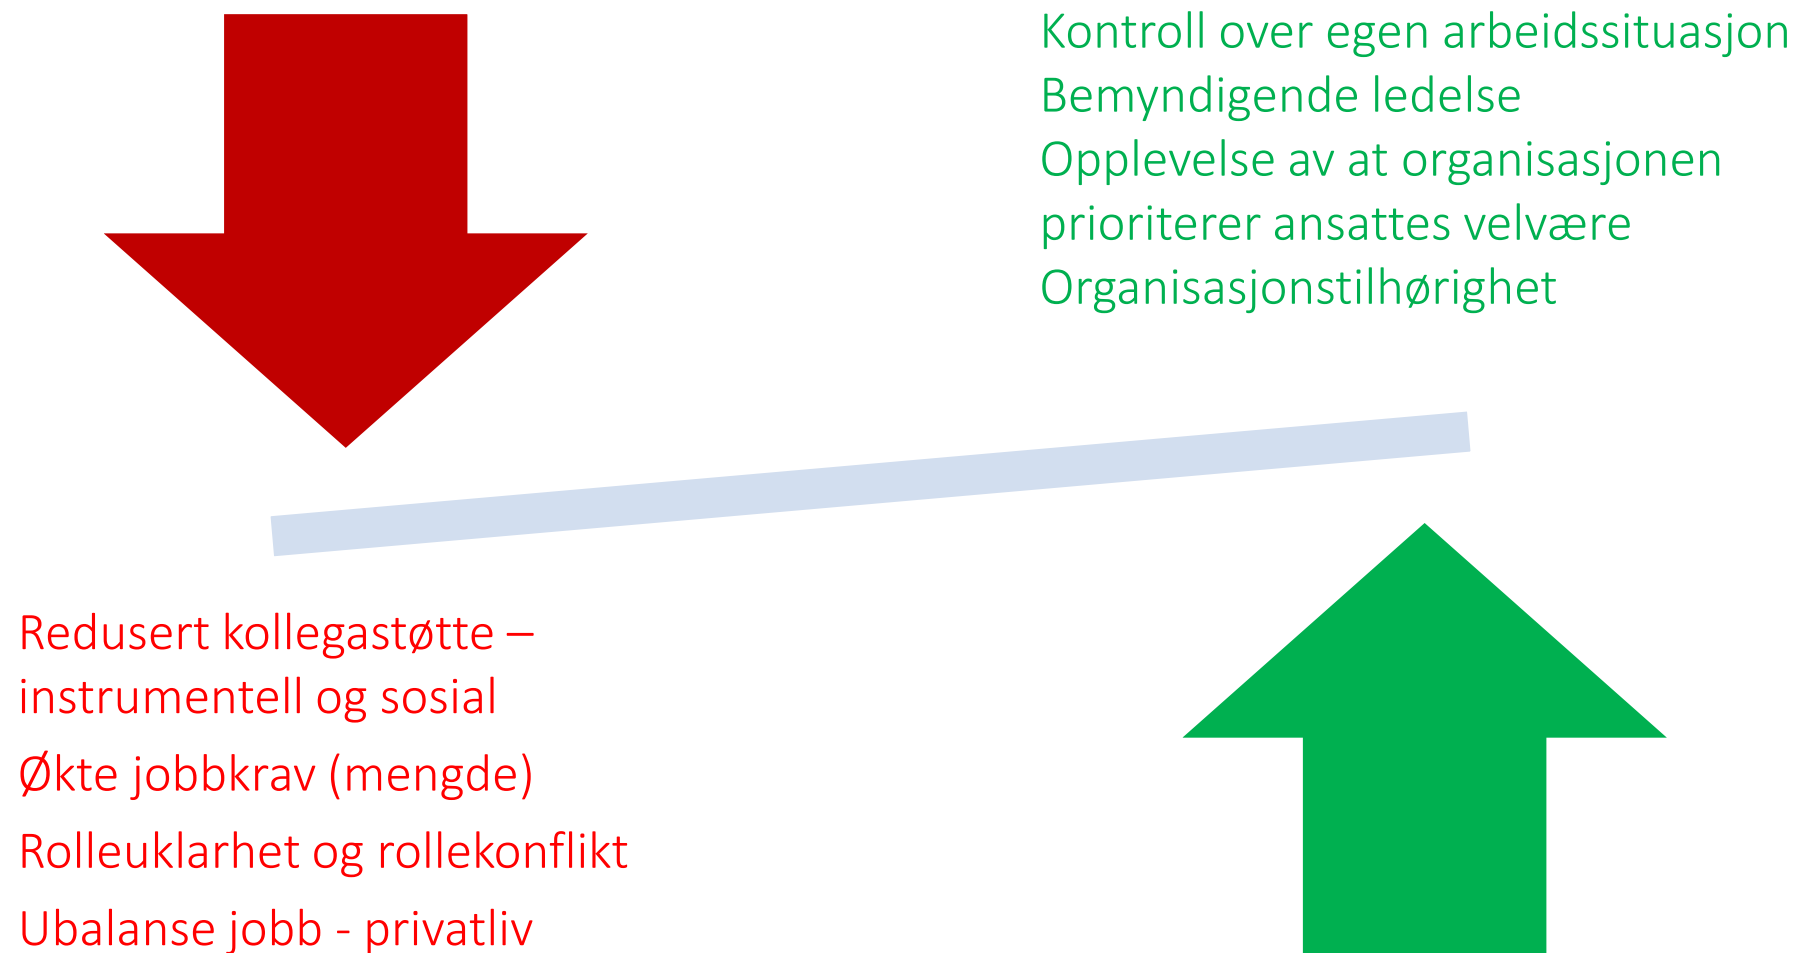 Kontroll over egen arbeidssituasjon
Bemyndigende ledelse
Opplevelse av at organisasjonen
prioriterer ansattes velvære
Organisasjonstilhørighet
Redusert kollegastøtte –
instrumentell og sosial
Økte jobbkrav (mengde)
Rolleuklarhet og rollekonflikt
Ubalanse jobb - privatliv